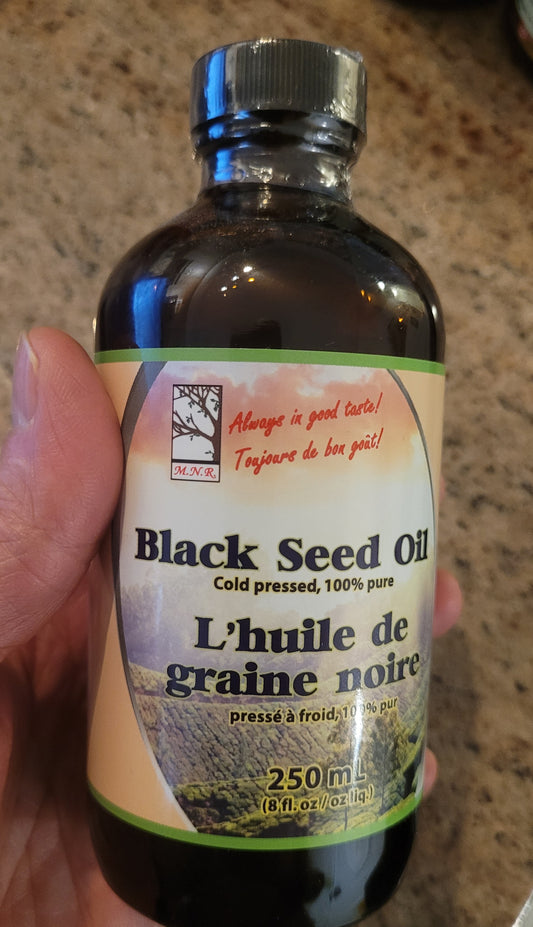 Always in good taste!
Toujours de bon goût!
M.N.R.
Black Seed Oil
Cold pressed, 100% pure
L'huile de
graine noire
pressé à froid, 100% pur
250 mL
(8 fl. oz / oz liq.)